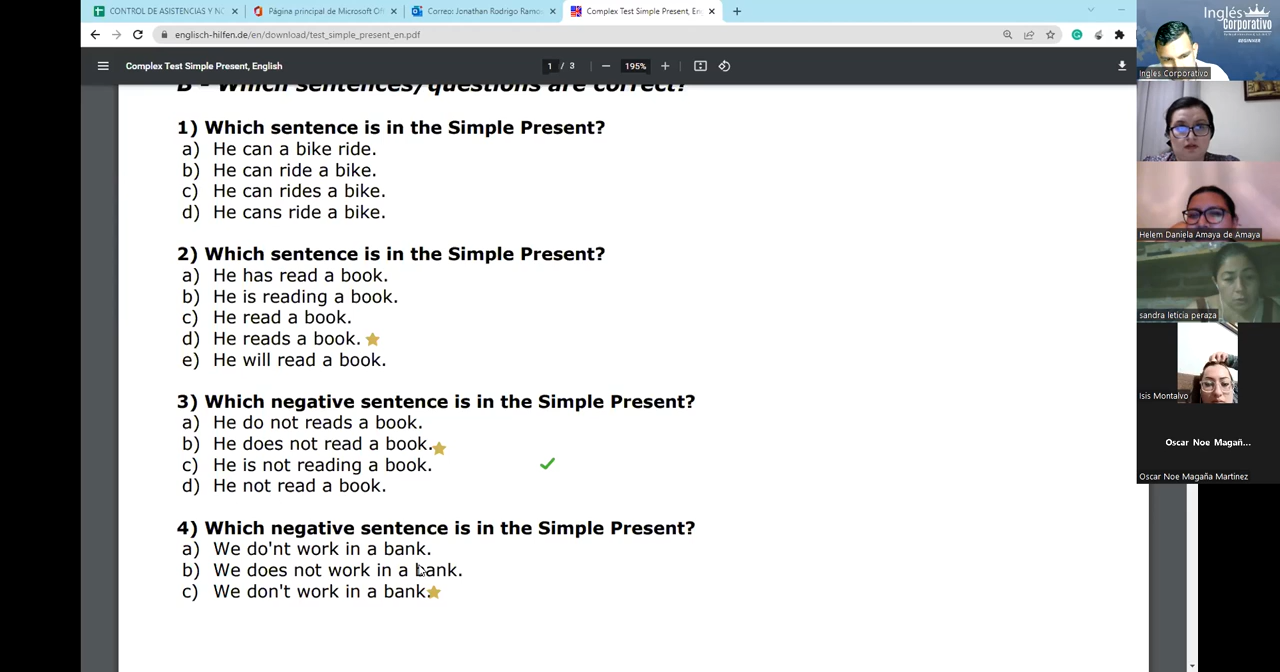 CONTROL DE ASISTENCIAS Y NO
Página principal de Microsoft Off
Correo: Jonathan Rodrigo Ramo
Complex Test Simple Present, En
englisch-hilfen.de/en/download/test_simple_present_en.pdf
Complex Test Simple Present, English
1 / 3
195%
B - Which sentences/questions are correct?
1) Which sentence is in the Simple Present?
a) He can a bike ride.
b) He can ride a bike.
c) He can rides a bike.
d) He cans ride a bike.
2) Which sentence is in the Simple Present?
a) He has read a book.
b) He is reading a book.
c) He read a book.
d) He reads a book.
e) He will read a book.
3) Which negative sentence is in the Simple Present?
a) He do not reads a book.
b) He does not read a book.
c) He is not reading a book.
d) He not read a book.
4) Which negative sentence is in the Simple Present?
a) We do'nt work in a bank.
b) We does not work in a bank.
c) We don't work in a bank.
Inglés
Corporativo
BEGINNER
Inglés Corporativo
Helem Daniela Amaya de Amaya
sandra leticia peraza
Isis Montalvo
Oscar Noe Magañ...
Oscar Noe Magaña Martinez